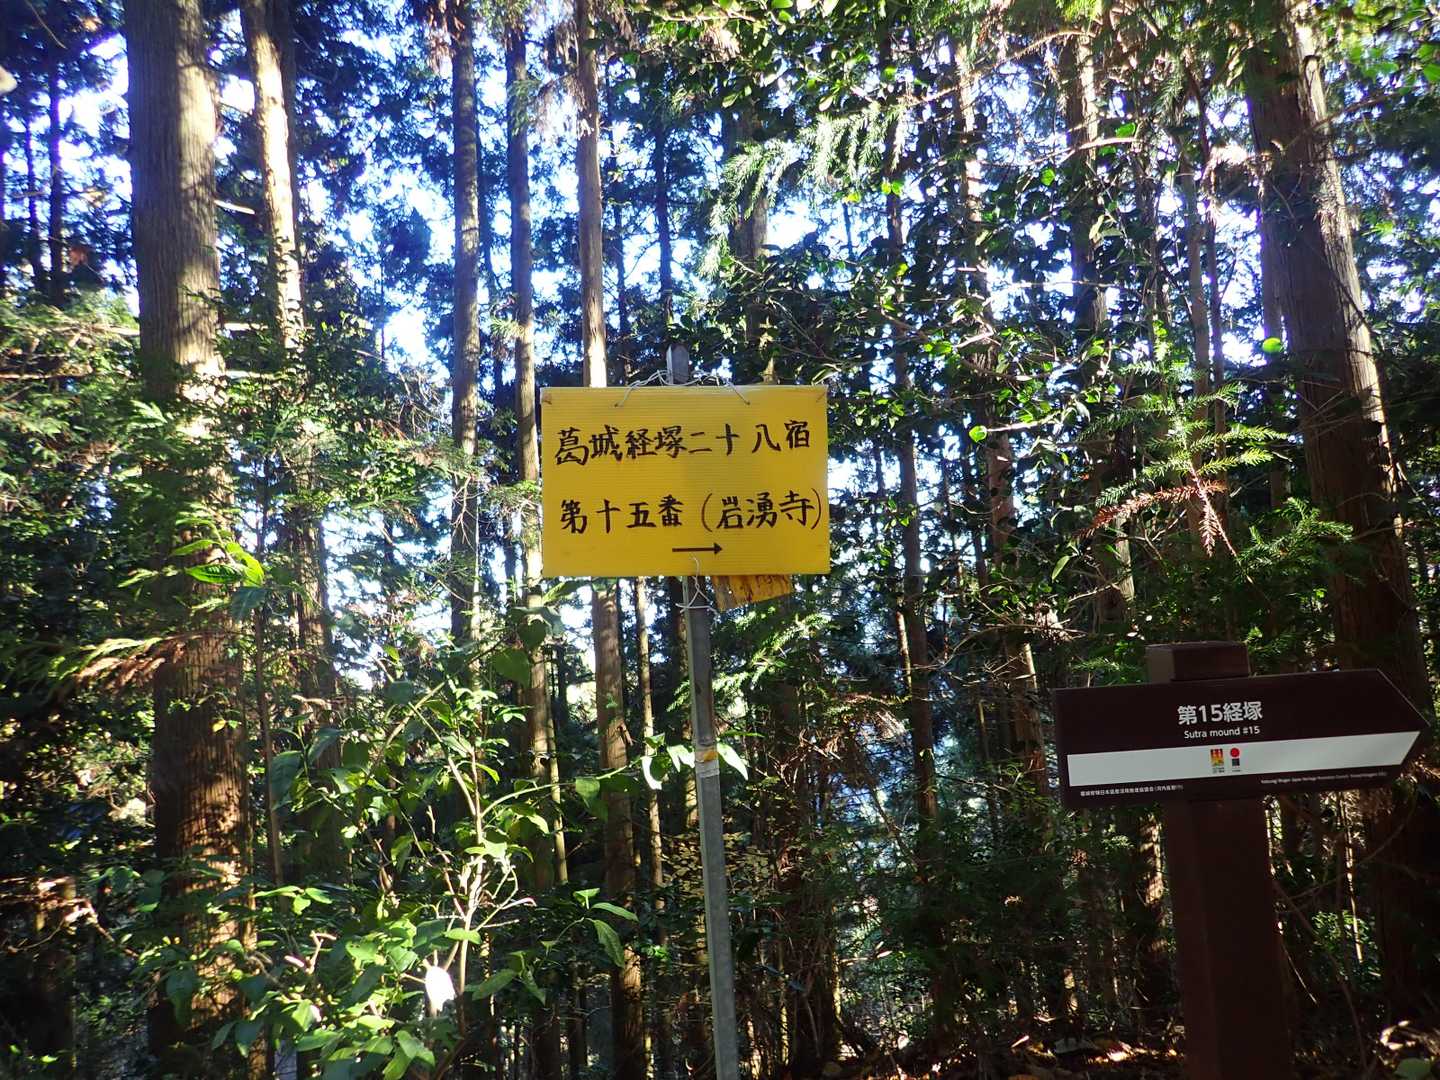 葛城経塚二十八宿
第十五番（岩湧寺）
→
第15経塚
Sutra mound #15